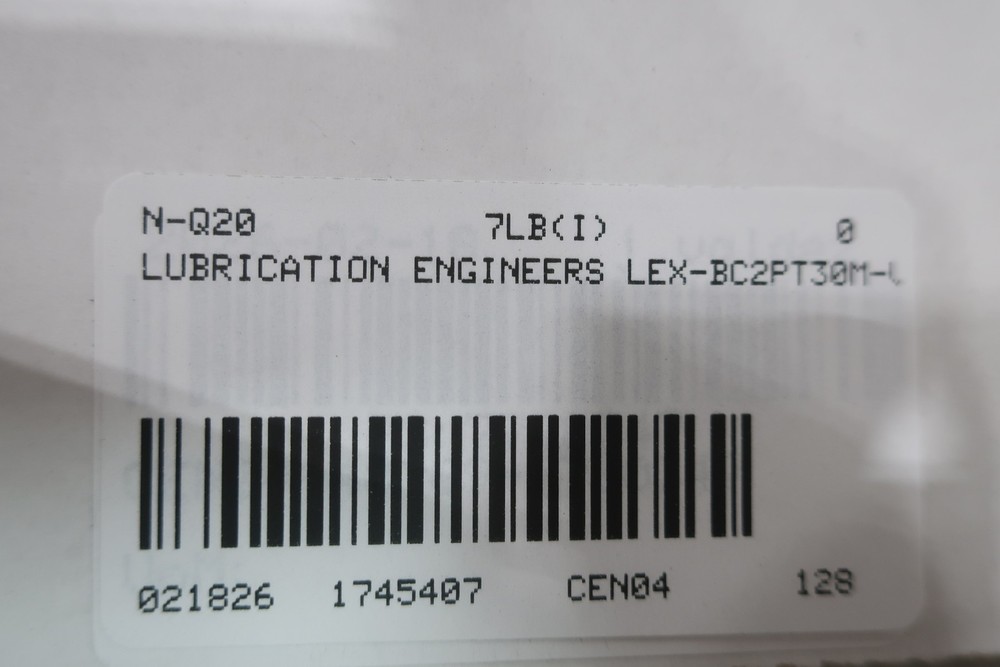 N-Q20 7LB(I) 0
LUBRICATION ENGINEERS LEX-BC2PT30M-
021826 1745407 CEN04 128